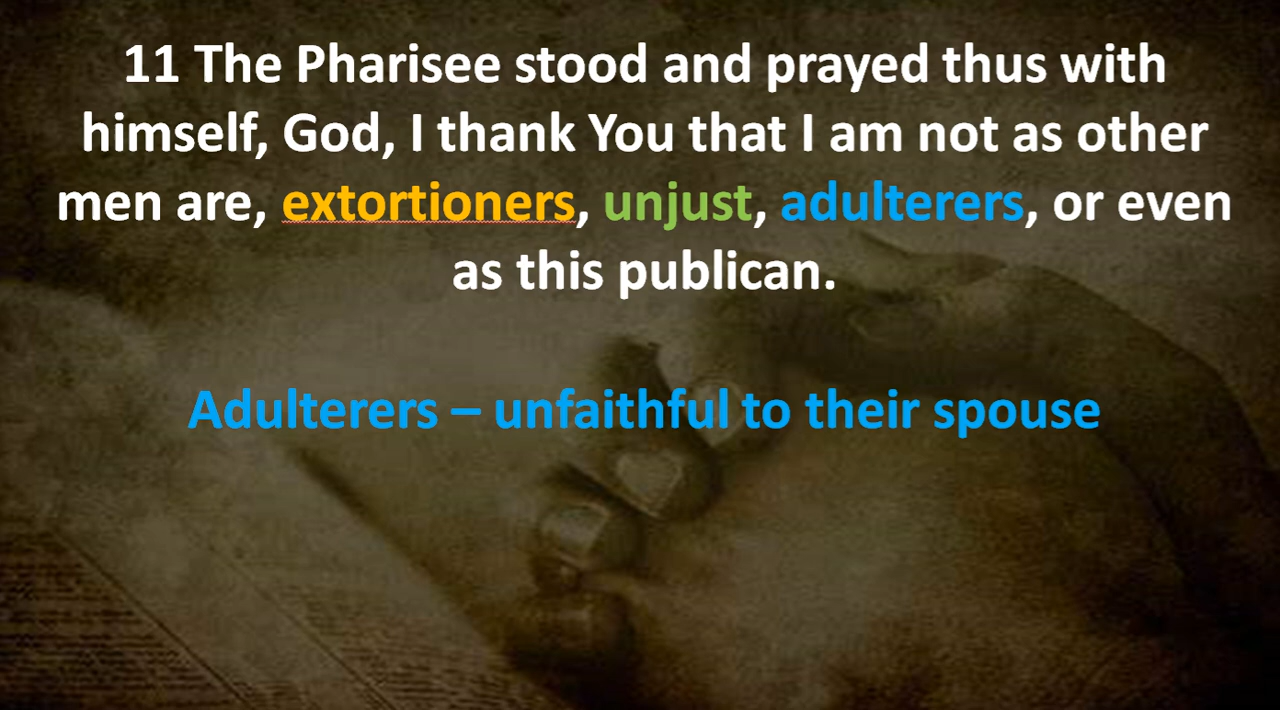 11 The Pharisee stood and prayed thus with
himself, God, I thank You that I am not as other
men are, extortioners, unjust, adulterers, or even
as this publican.
Adulterers – unfaithful to their spouse